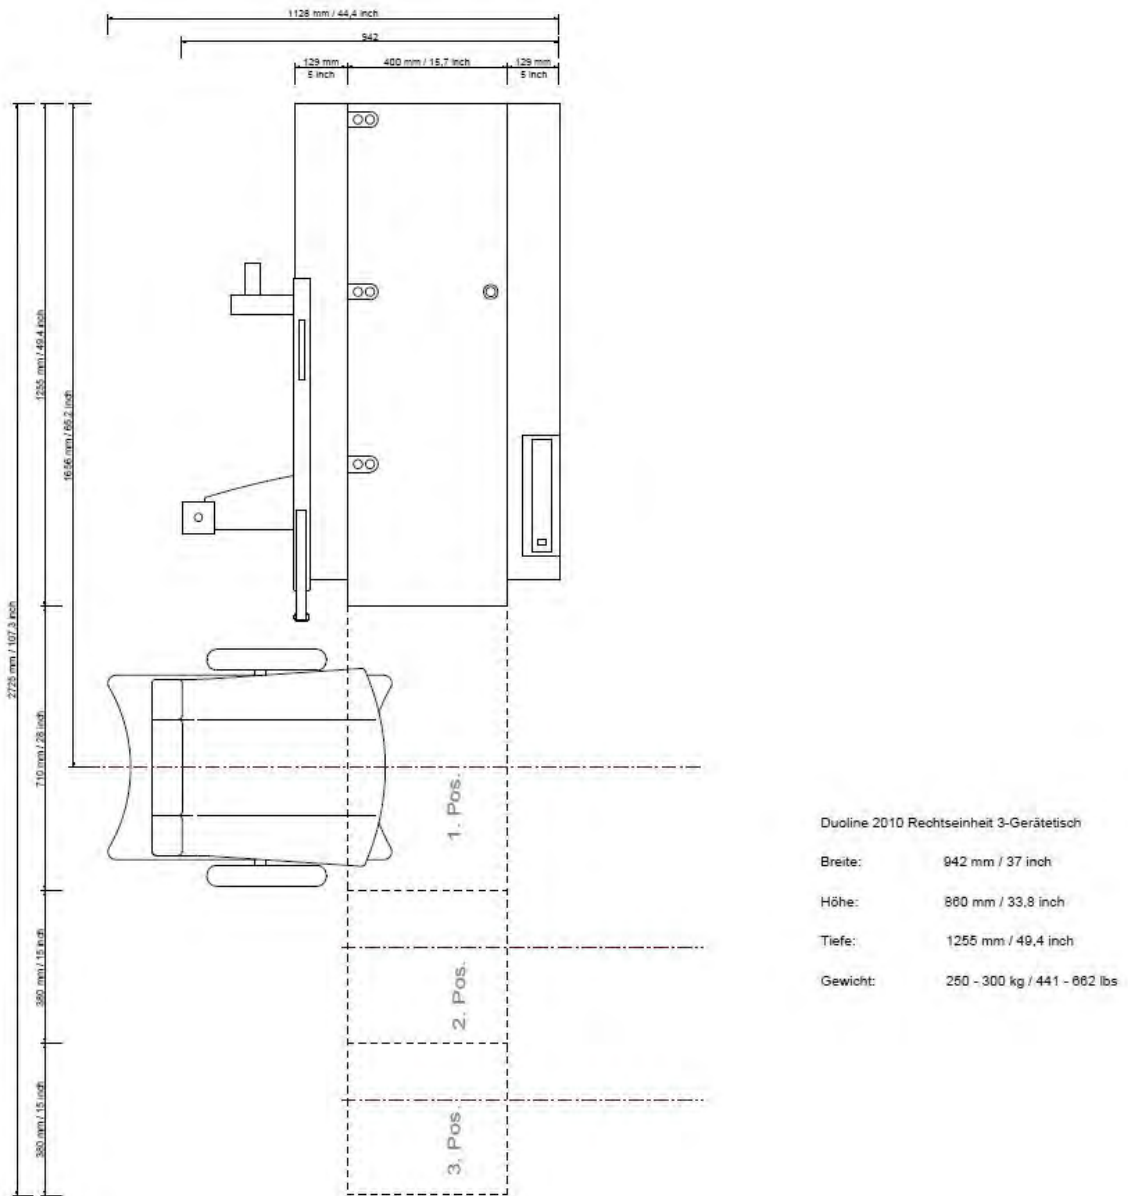 1128 mm / 44,4 inch
942
129 mm
5 inch
400 mm / 15,7 inch
129 mm
5 inch
1255 mm / 49,4 inch
1656 mm / 65,2 inch
2725 mm / 107,3 inch
710 mm / 28 inch
380 mm / 15 inch
380 mm / 15 inch
1. Pos.
2. Pos.
3. Pos.
Duoline 2010 Rechtseinheit 3-Gerätetisch
Breite: 942 mm / 37 inch
Höhe: 860 mm / 33,8 inch
Tiefe: 1255 mm / 49,4 inch
Gewicht: 250 - 300 kg / 441 - 662 lbs